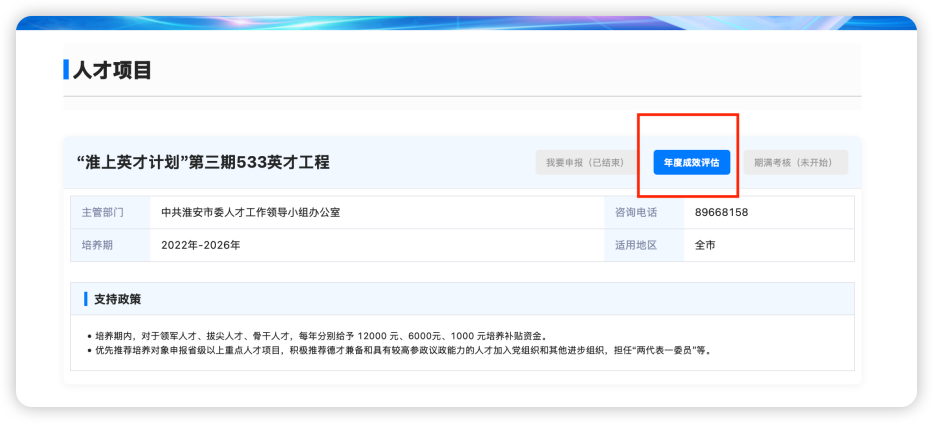 人才项目
“淮上英才计划”第三期533英才工程
我要申报（已结束）
年度成效评估
期满考核（未开始）
主管部门 中共淮安市委人才工作领导小组办公室 咨询电话 89668158
培养期 2022年-2026年 适用地区 全市
支持政策
• 培养期内，对于领军人才、拔尖人才、骨干人才，每年分别给予 12000 元、6000元、1000 元培养补贴资金。
• 优先推荐培养对象申报省级以上重点人才项目，积极推荐德才兼备和具有较高参政议政能力的人才加入党组织和其他进步组织，担任“两代表一委员”等。